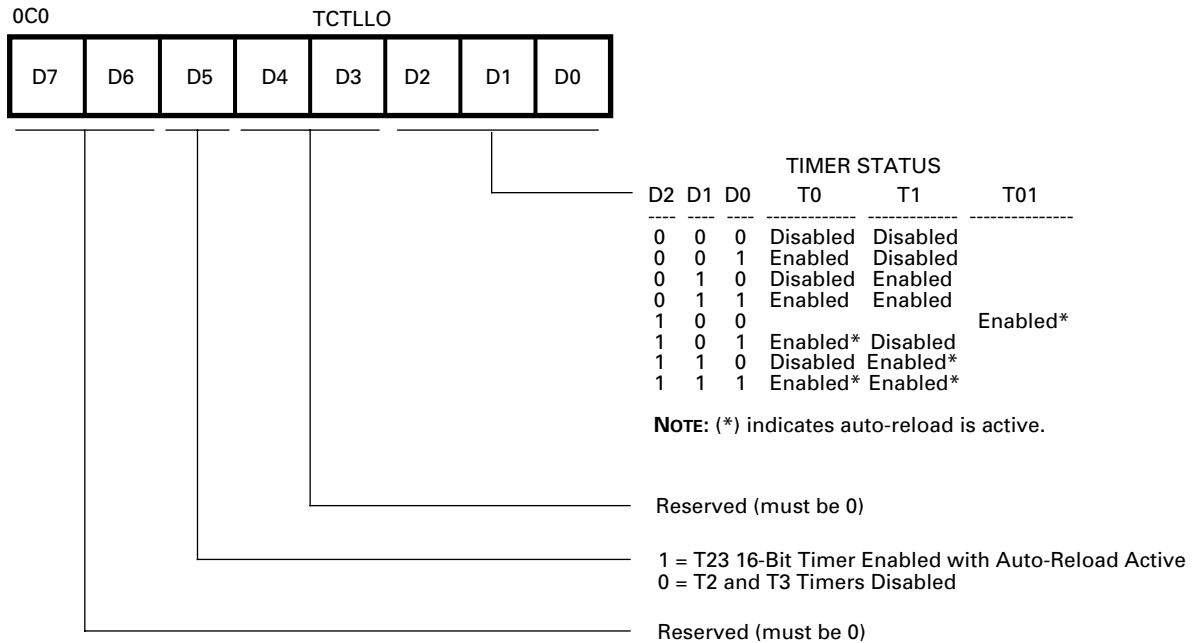 0C0 TCTLLO
D7 D6 D5 D4 D3 D2 D1 D0
TIMER STATUS
D2 D1 D0 T0 T1 T01
---- ---- ---- -------------- -------------- ----------------
0 0 0 Disabled Disabled
0 0 1 Enabled Disabled
0 1 0 Disabled Enabled
0 1 1 Enabled Enabled
1 0 0 Enabled*
1 0 1 Enabled* Disabled
1 1 0 Disabled Enabled*
1 1 1 Enabled* Enabled*
NOTE: (*) indicates auto-reload is active.
Reserved (must be 0)
1 = T23 16-Bit Timer Enabled with Auto-Reload Active
0 = T2 and T3 Timers Disabled
Reserved (must be 0)